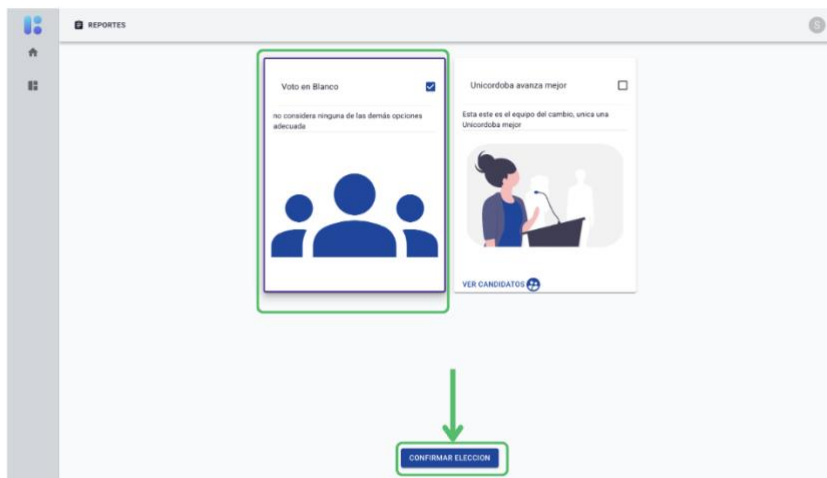 REPORTES
S
Voto en Blanco
no considera ninguna de las demás opciones
adecuada
Unicordoba avanza mejor
Esta este es el equipo del cambio, unica una
Unicordoba mejor
VER CANDIDATOS
CONFIRMAR ELECCION